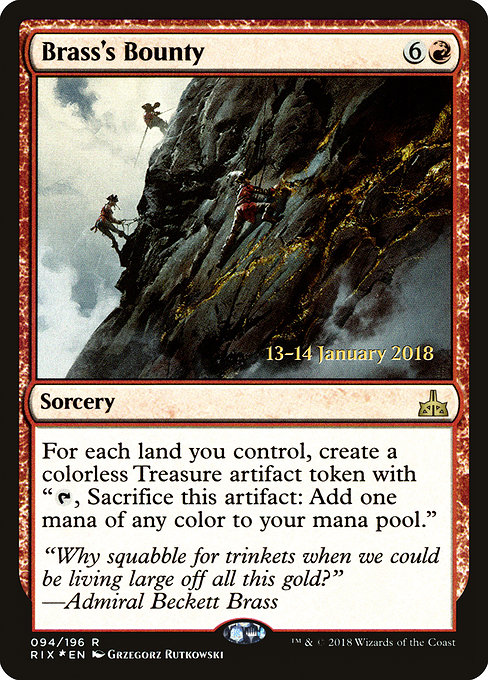 Brass's Bounty 6
13–14 January 2018
Sorcery
For each land you control, create a
colorless Treasure artifact token with
“, Sacrifice this artifact: Add one
mana of any color to your mana pool.”
“Why squabble for trinkets when we could
be living large off all this gold?”
—Admiral Beckett Brass
094/196 R
RIX★EN Grzegorz Rutkowski
™ & © 2018 Wizards of the Coast